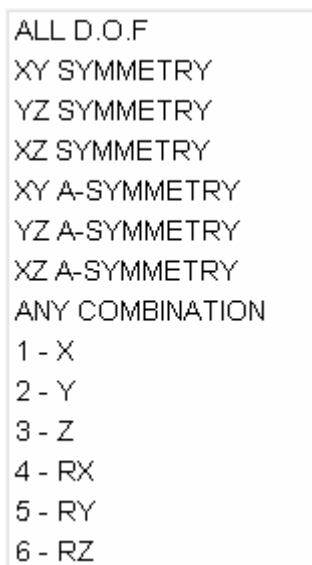 ALL D.O.F
XY SYMMETRY
YZ SYMMETRY
XZ SYMMETRY
XY A-SYMMETRY
YZ A-SYMMETRY
XZ A-SYMMETRY
ANY COMBINATION
1 - X
2 - Y
3 - Z
4 - RX
5 - RY
6 - RZ